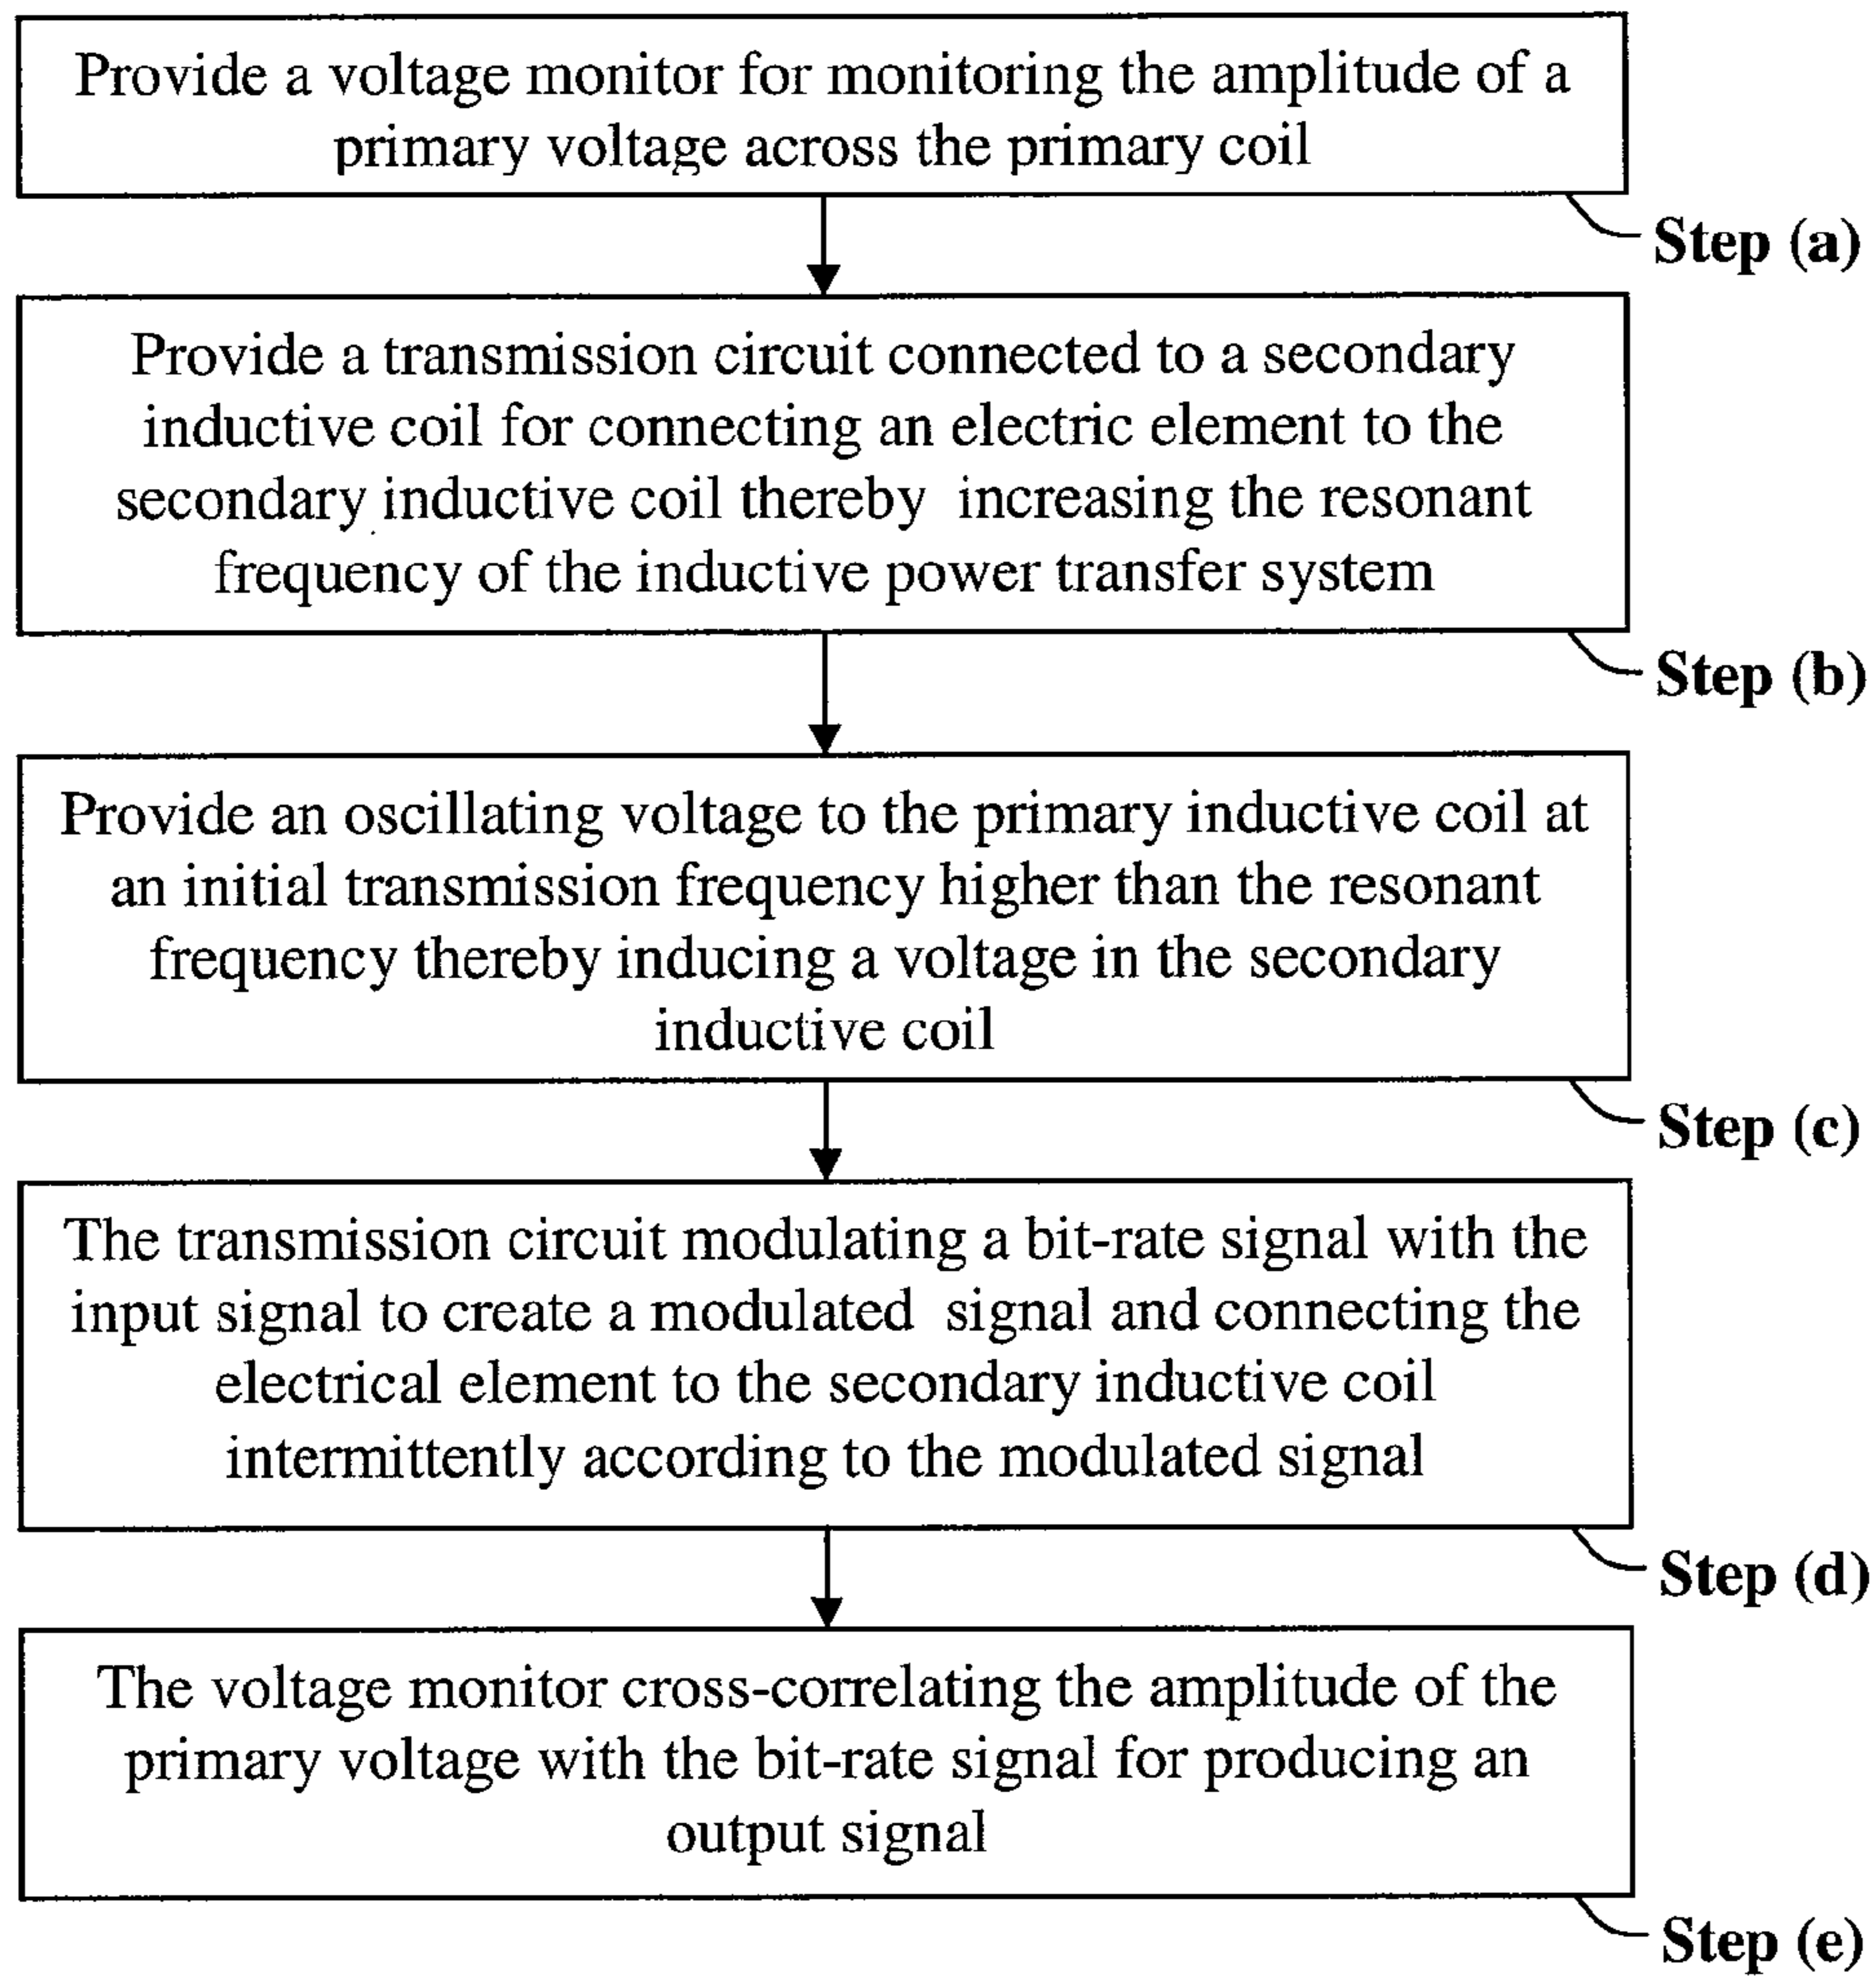 Provide a voltage monitor for monitoring the amplitude of a
primary voltage across the primary coil
Step (a)
Provide a transmission circuit connected to a secondary
inductive coil for connecting an electric element to the
secondary inductive coil thereby increasing the resonant
frequency of the inductive power transfer system
Step (b)
Provide an oscillating voltage to the primary inductive coil at
an initial transmission frequency higher than the resonant
frequency thereby inducing a voltage in the secondary
inductive coil
Step (c)
The transmission circuit modulating a bit-rate signal with the
input signal to create a modulated signal and connecting the
electrical element to the secondary inductive coil
intermittently according to the modulated signal
Step (d)
The voltage monitor cross-correlating the amplitude of the
primary voltage with the bit-rate signal for producing an
output signal
Step (e)